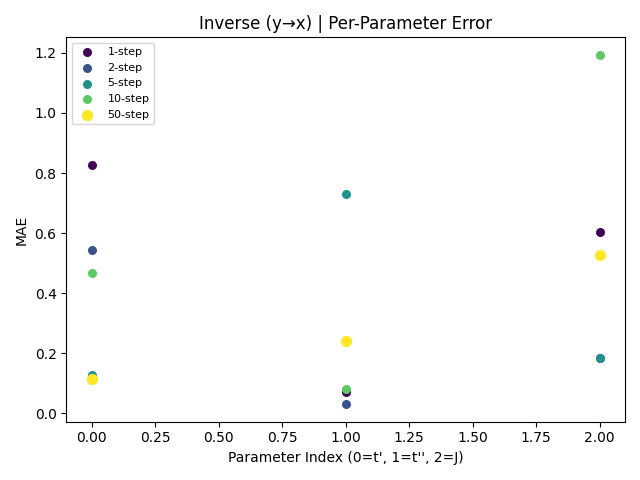 Inverse (y→x) | Per-Parameter Error
1-step
2-step
5-step
10-step
50-step
MAE
1.2
1.0
0.8
0.6
0.4
0.2
0.0
0.00 0.25 0.50 0.75 1.00 1.25 1.50 1.75 2.00
Parameter Index (0=t', 1=t'', 2=J)